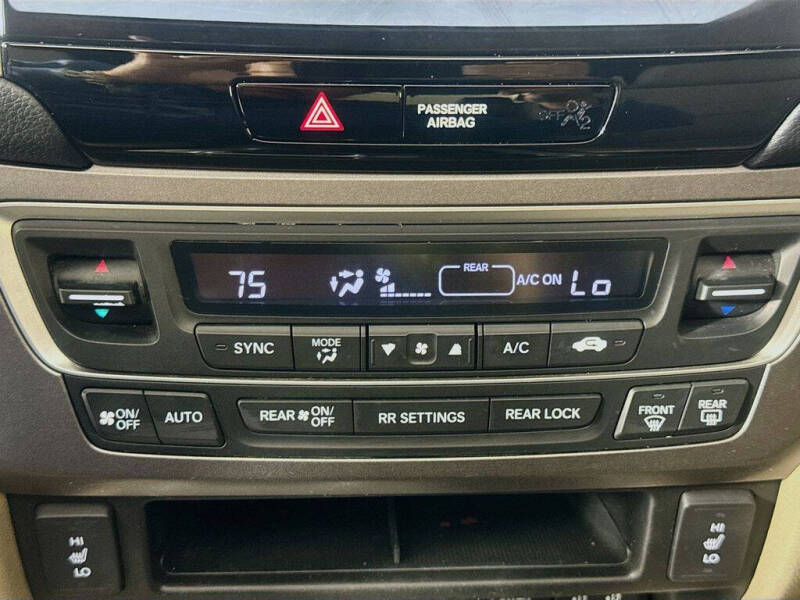 PASSENGER
AIRBAG
OFF
2
75
REAR
A/C ON
Lo
SYNC
MODE
A/C
ON/
OFF
AUTO
REAR ON/
OFF
RR SETTINGS
REAR LOCK
FRONT
REAR
HI
LO
HI
LO